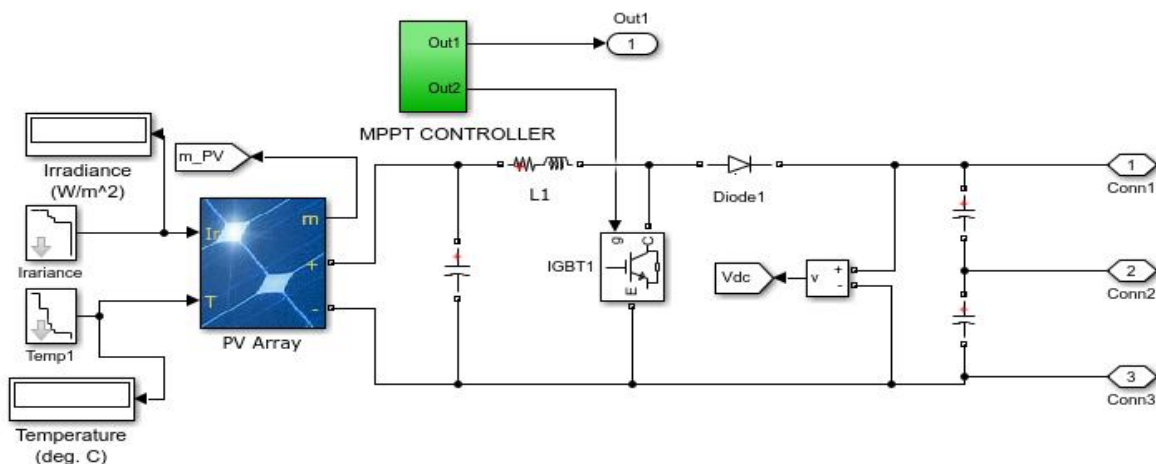 Out1
1
Out1
Out2
MPPT CONTROLLER
Irradiance
(W/m^2)
m_PV
Ir
m
T
+
-
PV Array
Irariance
Temp1
Temperature
(deg. C)
L1
Diode1
g
C
E
IGBT1
Vdc
v
+
-
1
Conn1
2
Conn2
3
Conn3